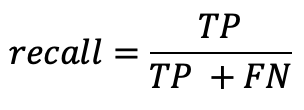 recall = TP / TP + FN